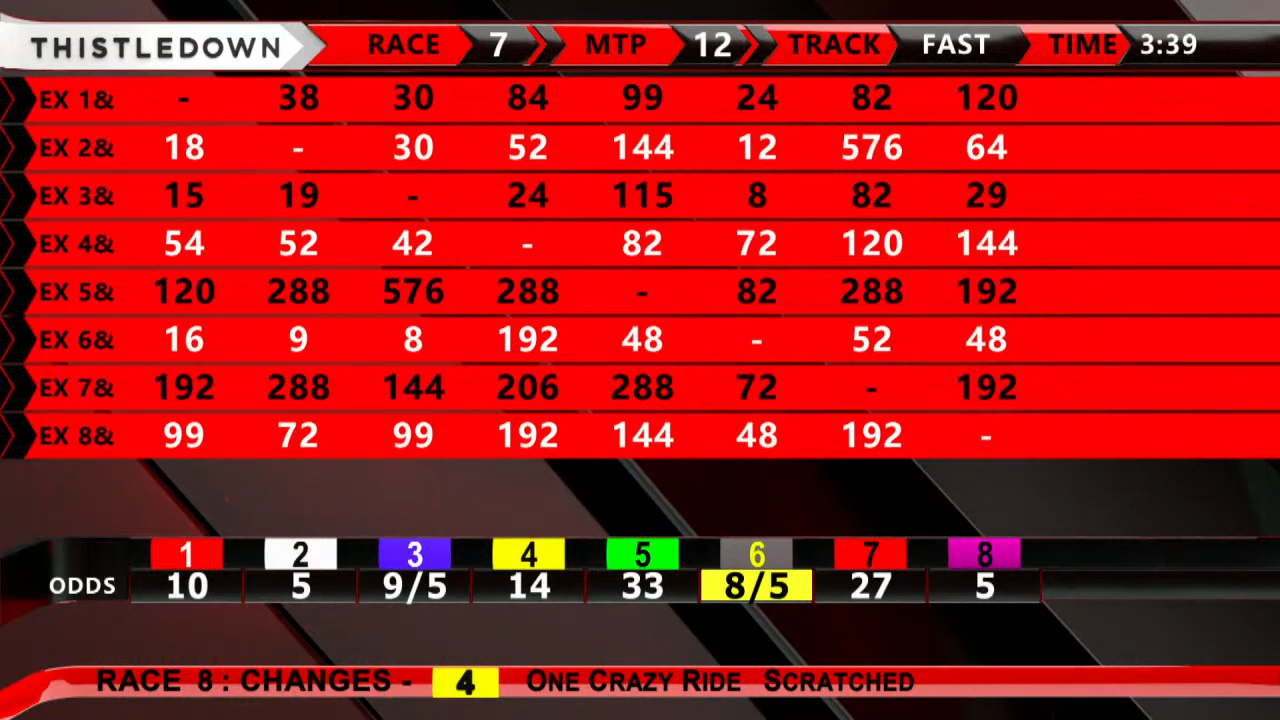 THISTLEDOWN RACE 7 MTP 12 TRACK FAST TIME 3:39
EX 1& - 38 30 84 99 24 82 120
EX 2& 18 - 30 52 144 12 576 64
EX 3& 15 19 - 24 115 8 82 29
EX 4& 54 52 42 - 82 72 120 144
EX 5& 120 288 576 288 - 82 288 192
EX 6& 16 9 8 192 48 - 52 48
EX 7& 192 288 144 206 288 72 - 192
EX 8& 99 72 99 192 144 48 192 -
1 2 3 4 5 6 7 8
ODDS 10 5 9/5 14 33 8/5 27 5
RACE 8 : CHANGES - 4 ONE CRAZY RIDE SCRATCHED